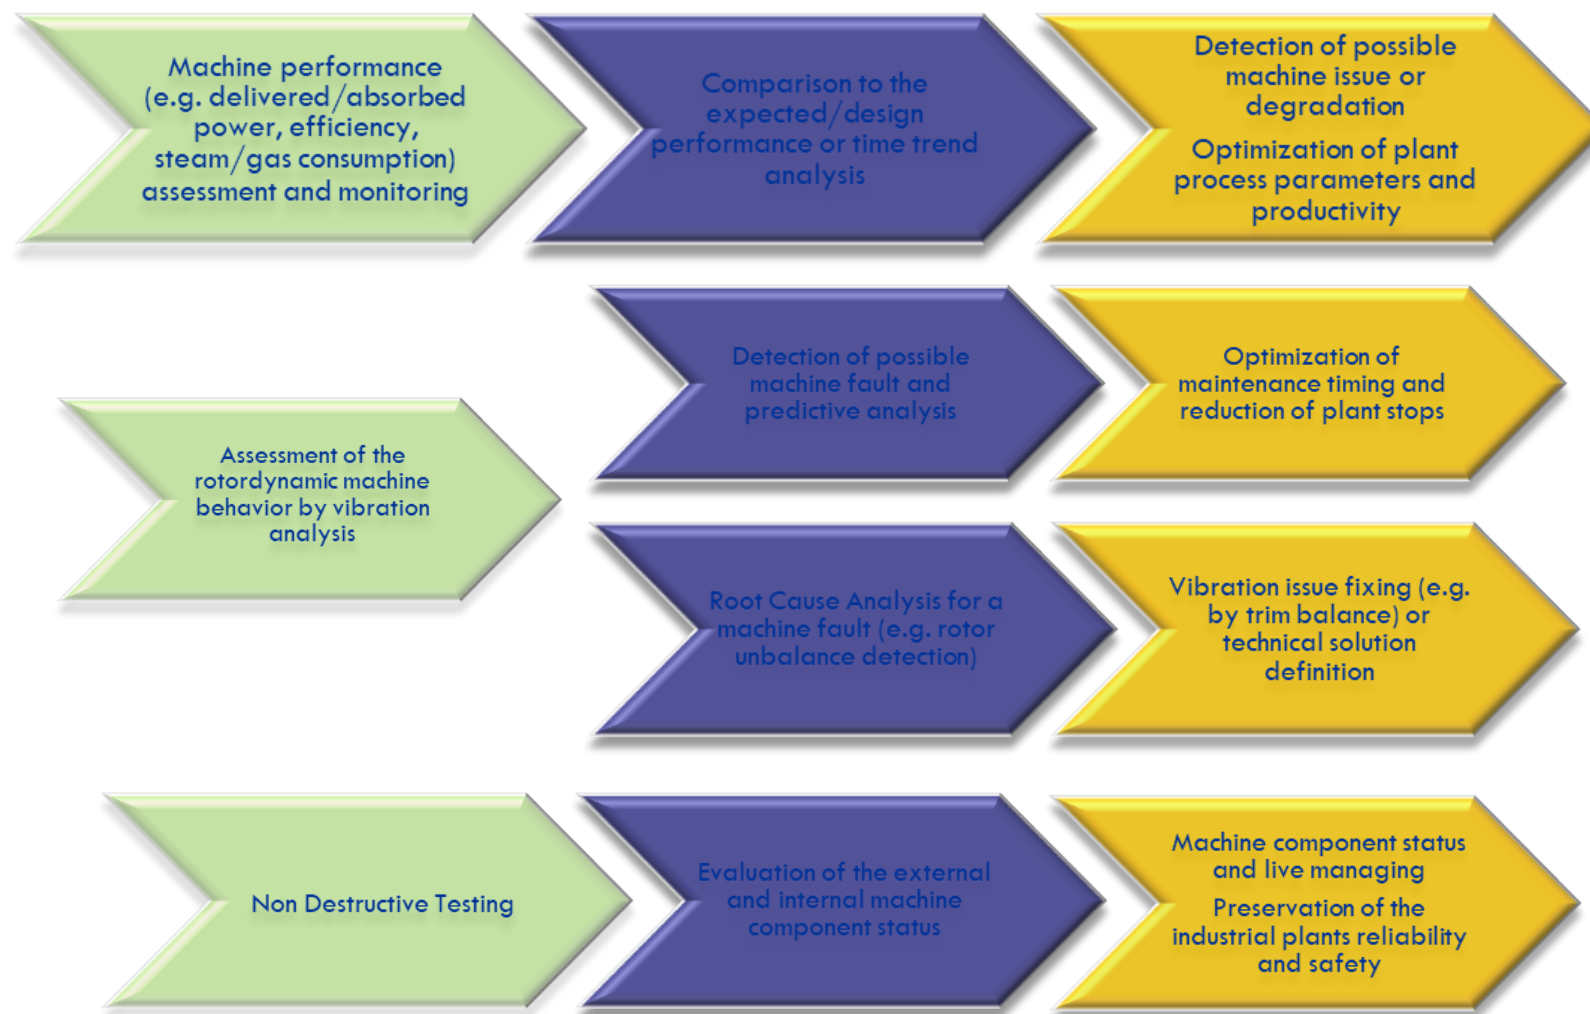 Machine performance
(e.g. delivered/absorbed
power, efficiency,
steam/gas consumption)
assessment and monitoring
Comparison to the
expected/design
performance or time trend
analysis
Detection of possible
machine issue or
degradation
Optimization of plant
process parameters and
productivity
Assessment of the
rotordynamic machine
behavior by vibration
analysis
Detection of possible
machine fault and
predictive analysis
Optimization of
maintenance timing and
reduction of plant stops
Root Cause Analysis for a
machine fault (e.g. rotor
unbalance detection)
Vibration issue fixing (e.g.
by trim balance) or
technical solution
definition
Non Destructive Testing
Evaluation of the external
and internal machine
component status
Machine component status
and live managing
Preservation of the
industrial plants reliability
and safety